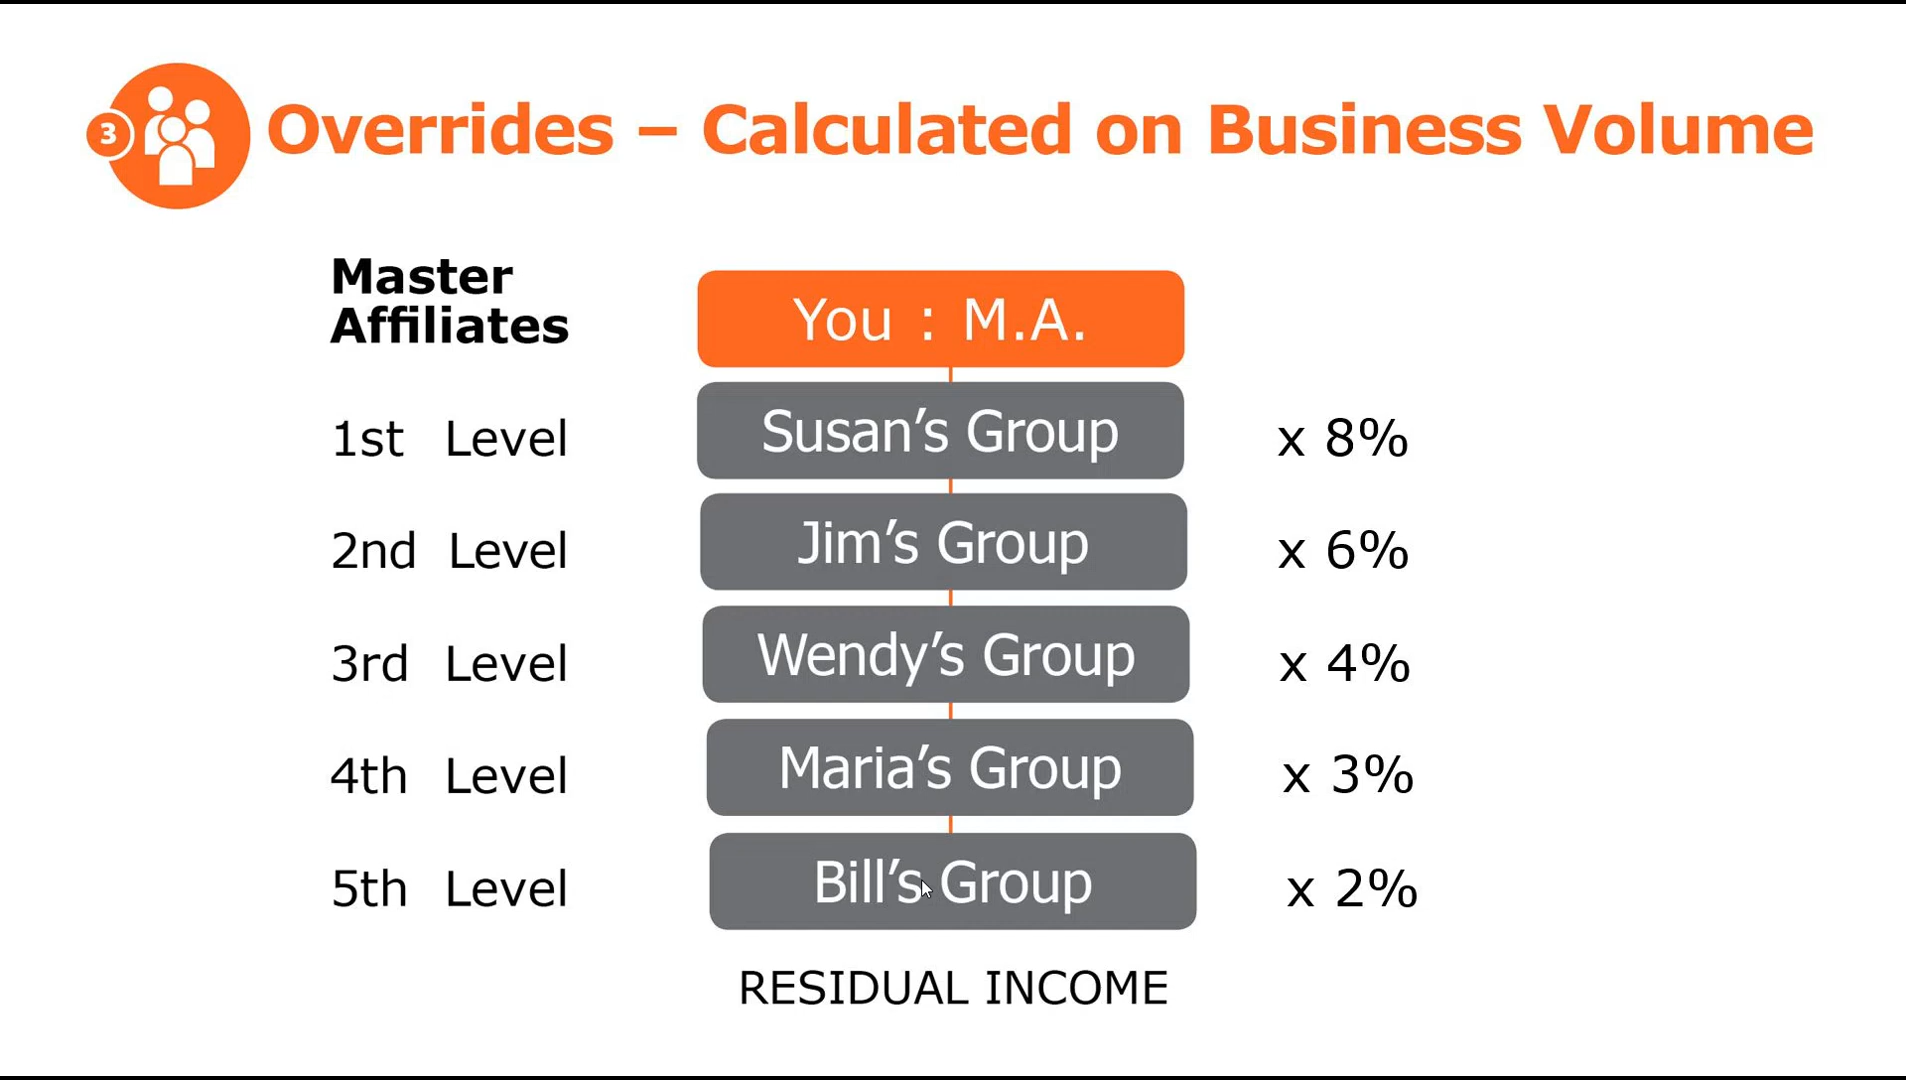 3
Overrides – Calculated on Business Volume
Master
Affiliates
You : M.A.
1st Level Susan’s Group x 8%
2nd Level Jim’s Group x 6%
3rd Level Wendy’s Group x 4%
4th Level Maria’s Group x 3%
5th Level Bill’s Group x 2%
RESIDUAL INCOME